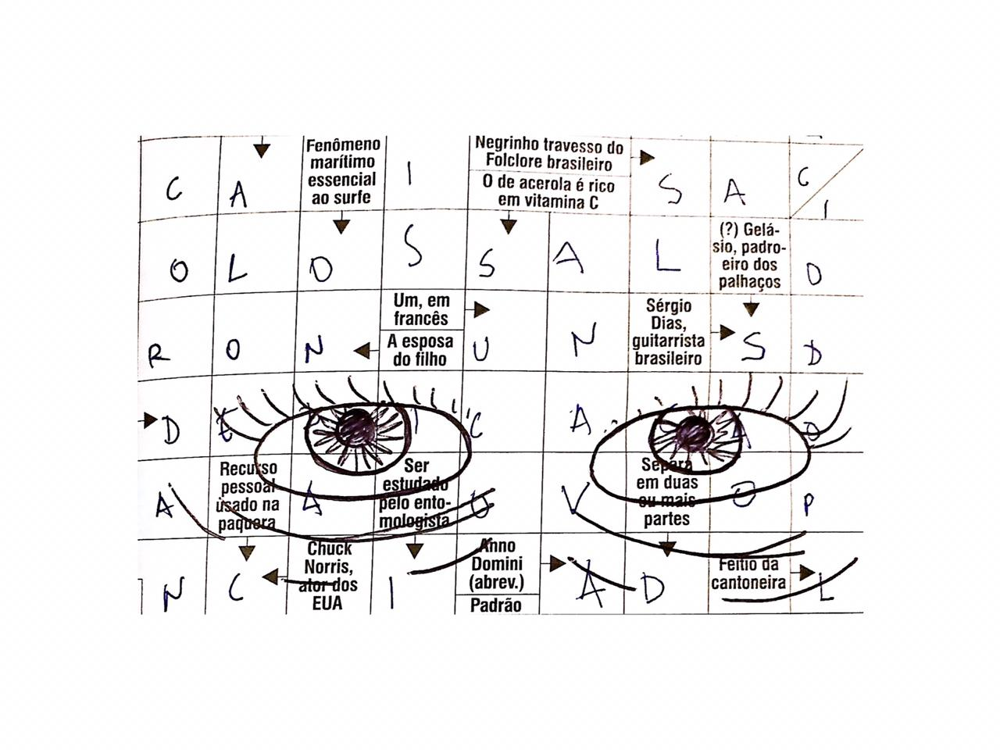 Fenômeno
marítimo
essencial
ao surfe
Negrinho travesso do
Folclore brasileiro
O de acerola é rico
em vitamina C
C A I S A C I
(?) Gelá-
sio, padro-
eiro dos
palhaços
O L O S S A L O
Um, em
francês
A esposa
do filho
Sérgio
Dias,
guitarrista
brasileiro
R O N U N S D
D E I C A A O
Recurso
pessoal
usado na
paquera
Ser
estudado
pelo ento-
mologista
Separa
em duas
ou mais
partes
A A U V O P
Chuck
Norris,
ator dos
EUA
Anno
Domini
(abrev.)
Padrão
Feitio da
cantoneira
N C I A D L